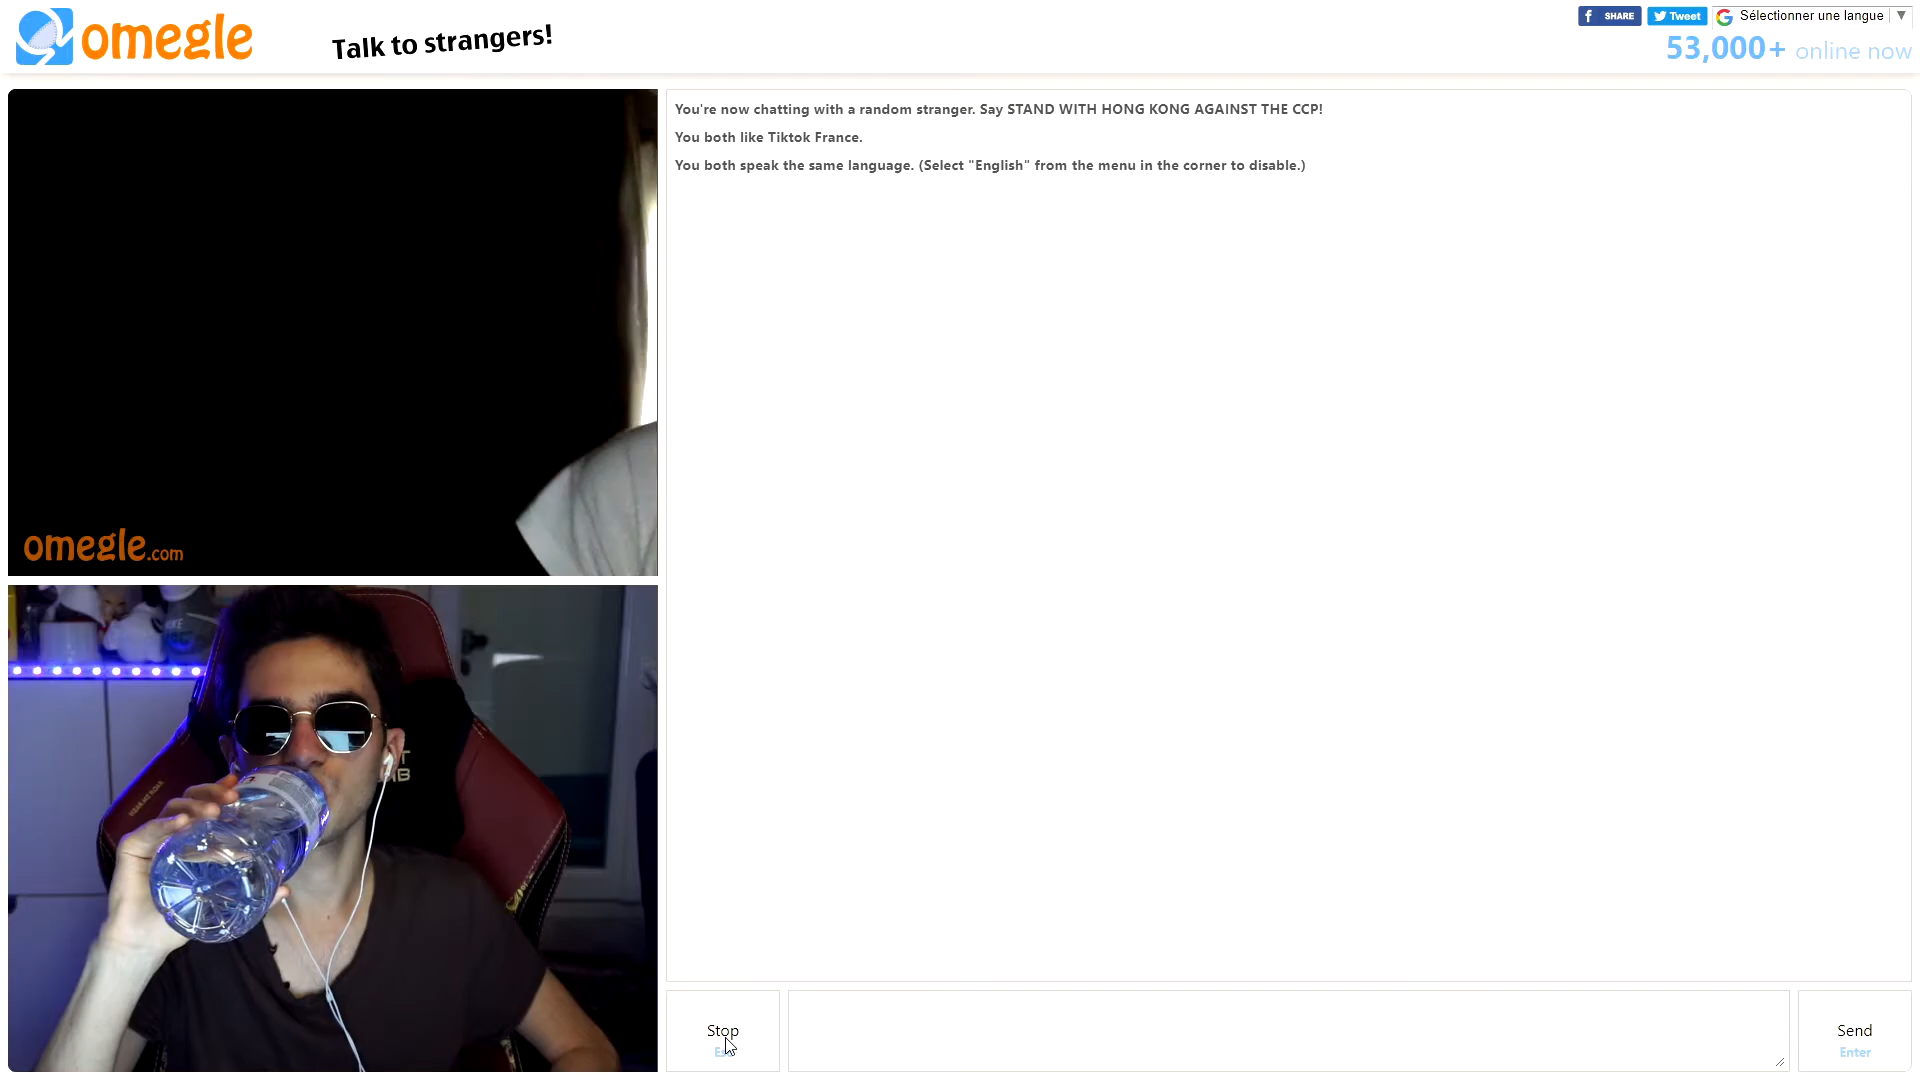 omegle
Talk to strangers!
SHARE
Tweet
Sélectionner une langue
53,000+ online now
You're now chatting with a random stranger. Say STAND WITH HONG KONG AGAINST THE CCP!
You both like Tiktok France.
You both speak the same language. (Select "English" from the menu in the corner to disable.)
omegle.com
Stop
Send
Enter